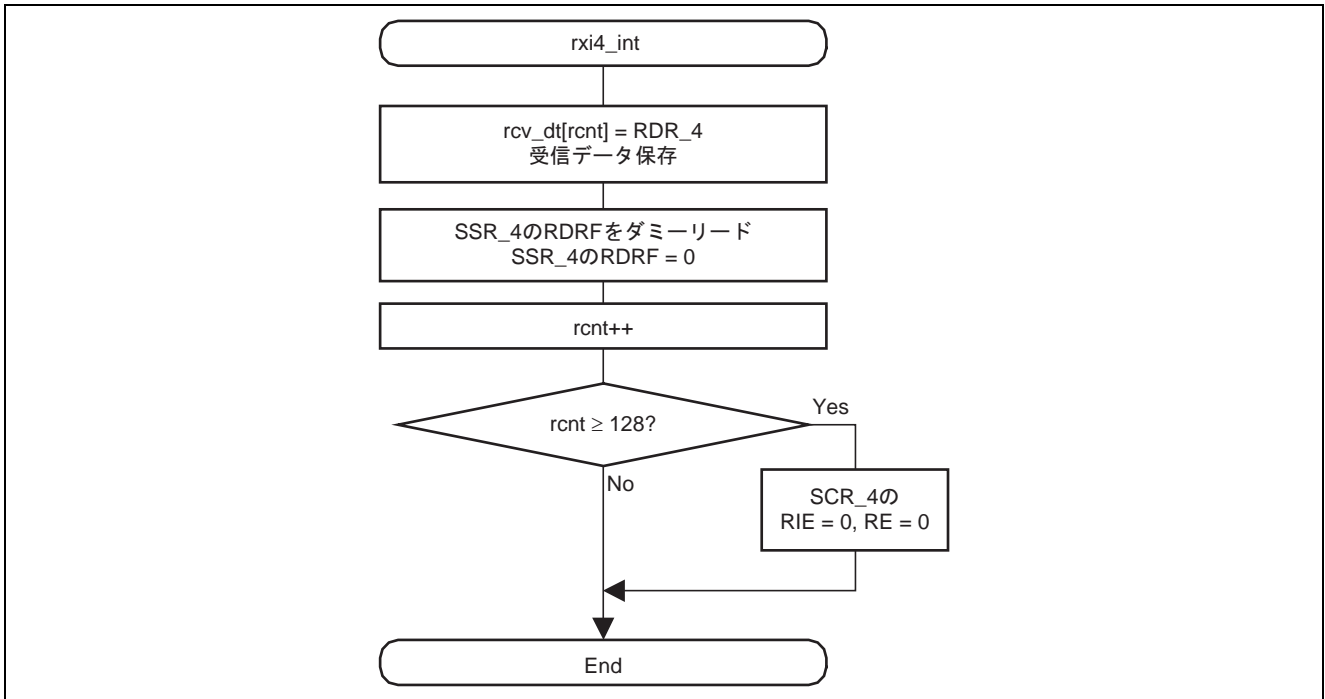 rxi4_int
rcv_dt[rcnt] = RDR_4
受信データ保存
SSR_4のRDRFをダミーリード
SSR_4のRDRF = 0
rcnt++
rcnt ≥ 128?
Yes
No
SCR_4の
RIE = 0, RE = 0
End